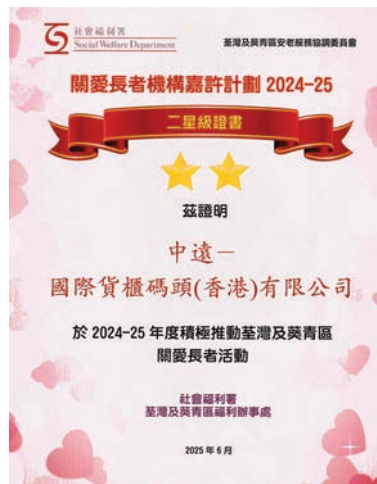 社會福利署
Social Welfare Department
荃灣及葵青區安老服務協調委員會
關愛長者機構嘉許計劃 2024-25
二星級證書
茲證明
中遠－
國際貨櫃碼頭(香港)有限公司
於 2024-25 年度積極推動荃灣及葵青區
關愛長者活動
社會福利署
荃灣及葵青區福利辦事處
2025 年 6 月